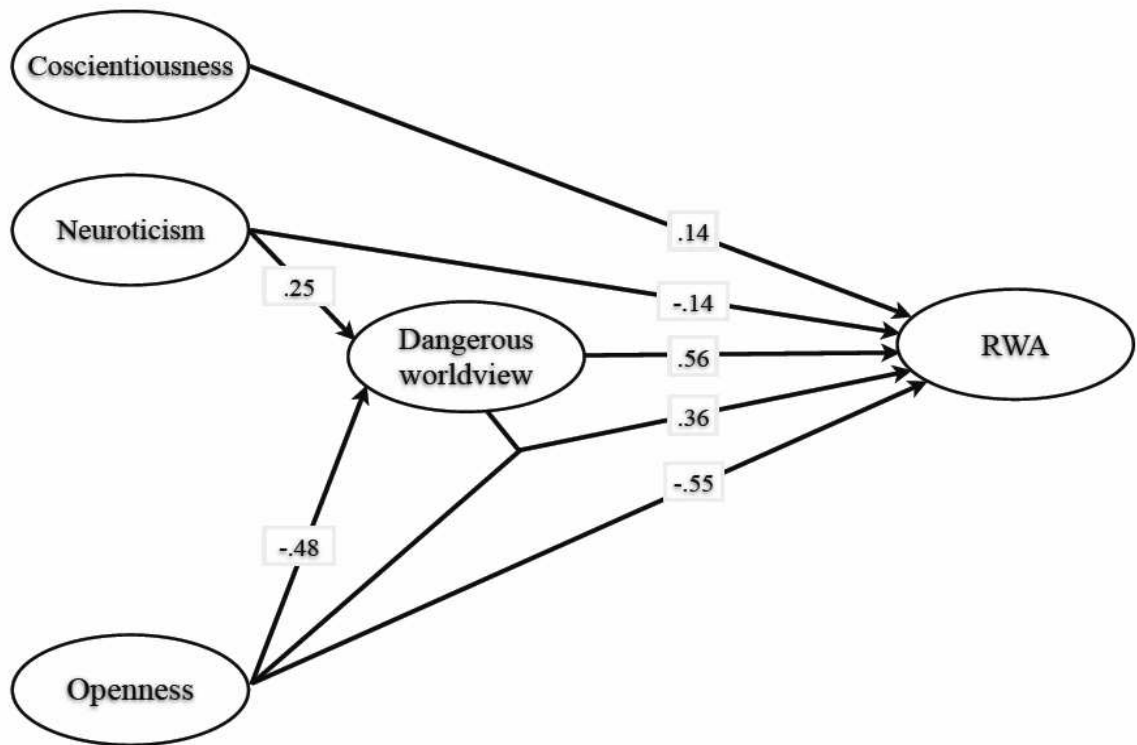 Coscientiousness
Neuroticism
.14
.25
-.14
Dangerous
worldview
.56
RWA
.36
-.55
-.48
Openness